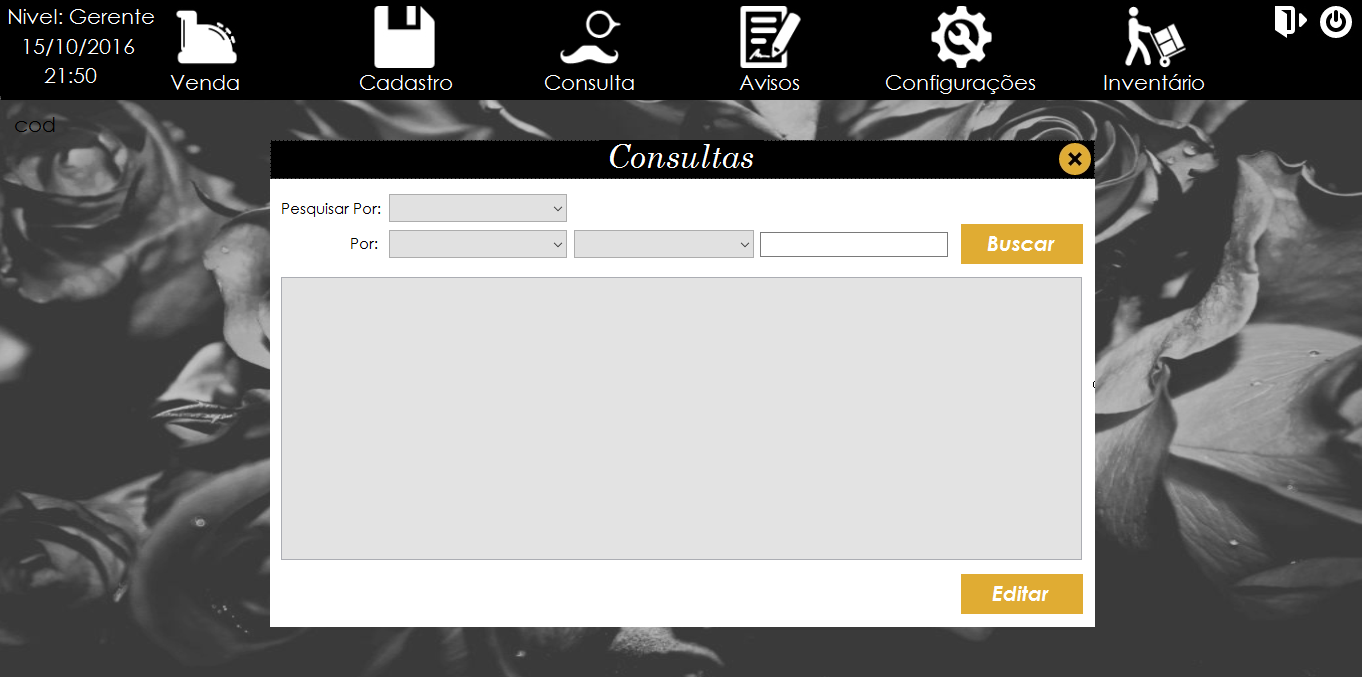 Nivel: Gerente
15/10/2016
21:50
Venda
Cadastro
Consulta
Avisos
Configurações
Inventário
cod
Consultas
Pesquisar Por:
Por:
Buscar
Editar